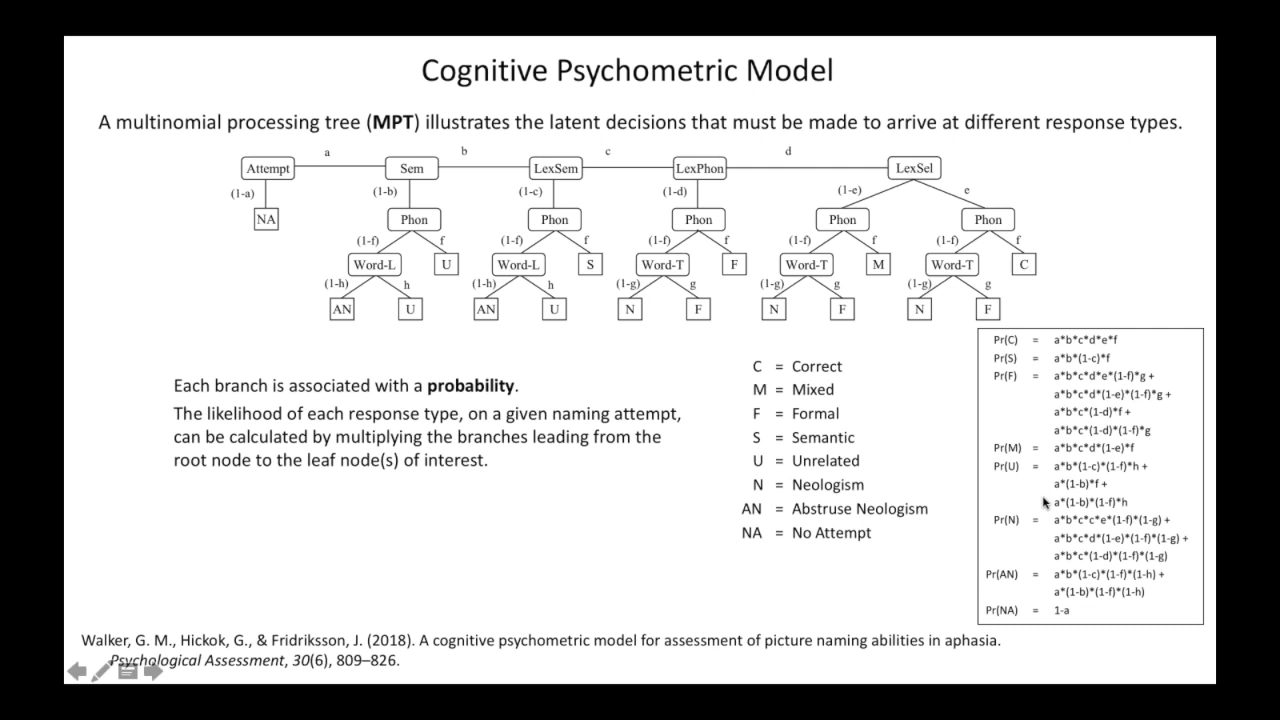 Cognitive Psychometric Model
A multinomial processing tree (MPT) illustrates the latent decisions that must be made to arrive at different response types.
a b c d
Attempt Sem LexSem LexPhon LexSel
(1-a) (1-b) (1-c) (1-d) (1-e) e
NA Phon Phon Phon Phon Phon
(1-f) f (1-f) f (1-f) f (1-f) f (1-f) f
Word-L U Word-L S Word-T F Word-T M Word-T C
(1-h) h (1-h) h (1-g) g (1-g) g (1-g) g
AN U AN U N F N F N F
Each branch is associated with a probability.
The likelihood of each response type, on a given naming attempt,
can be calculated by multiplying the branches leading from the
root node to the leaf node(s) of interest.
C = Correct
M = Mixed
F = Formal
S = Semantic
U = Unrelated
N = Neologism
AN = Abstruse Neologism
NA = No Attempt
Pr(C) = a*b*c*d*e*f
Pr(S) = a*b*(1-c)*f
Pr(F) = a*b*c*d*e*(1-f)*g +
a*b*c*d*(1-e)*(1-f)*g +
a*b*c*(1-d)*f +
a*b*c*(1-d)*(1-f)*g
Pr(M) = a*b*c*d*(1-e)*f
Pr(U) = a*b*(1-c)*(1-f)*h +
a*(1-b)*f +
a*(1-b)*(1-f)*h
Pr(N) = a*b*c*c*e*(1-f)*(1-g) +
a*b*c*d*(1-e)*(1-f)*(1-g) +
a*b*c*(1-d)*(1-f)*(1-g)
Pr(AN) = a*b*(1-c)*(1-f)*(1-h) +
a*(1-b)*(1-f)*(1-h)
Pr(NA) = 1-a
Walker, G. M., Hickok, G., & Fridriksson, J. (2018). A cognitive psychometric model for assessment of picture naming abilities in aphasia.
Psychological Assessment, 30(6), 809–826.